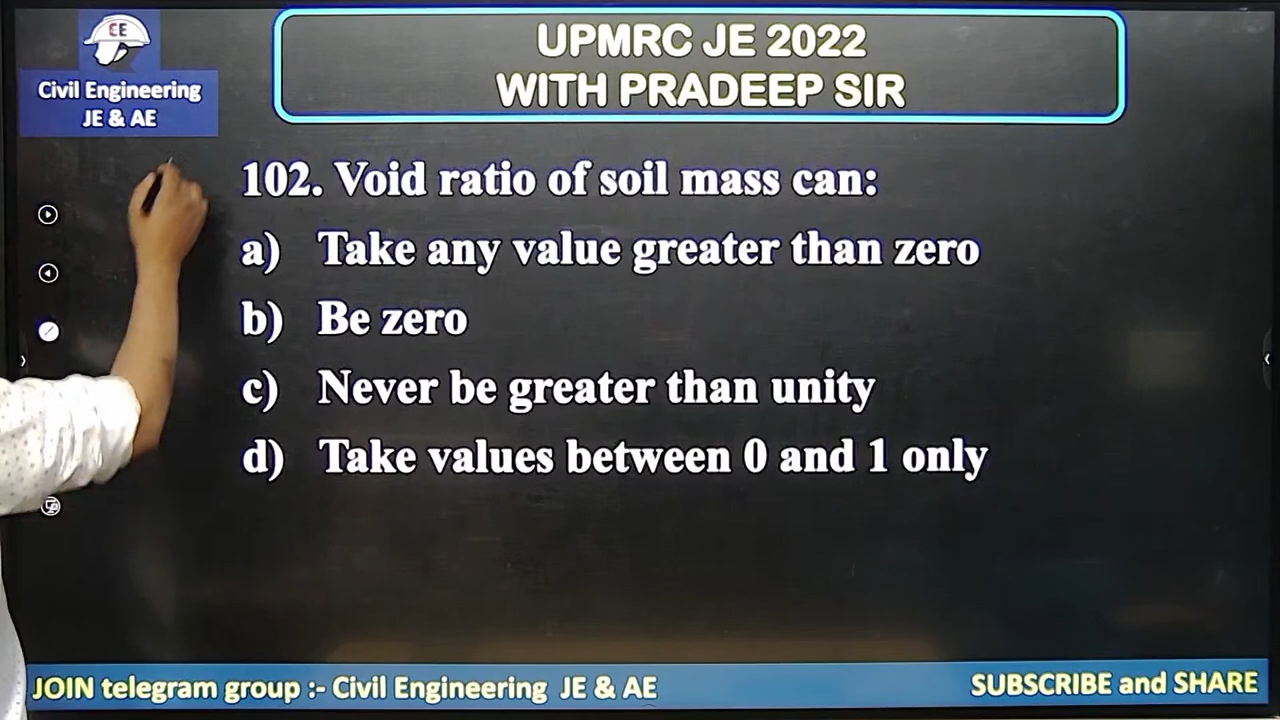 CE
Civil Engineering
JE & AE
UPMRC JE 2022
WITH PRADEEP SIR
102. Void ratio of soil mass can:
a) Take any value greater than zero
b) Be zero
c) Never be greater than unity
d) Take values between 0 and 1 only
JOIN telegram group :- Civil Engineering JE & AE
SUBSCRIBE and SHARE